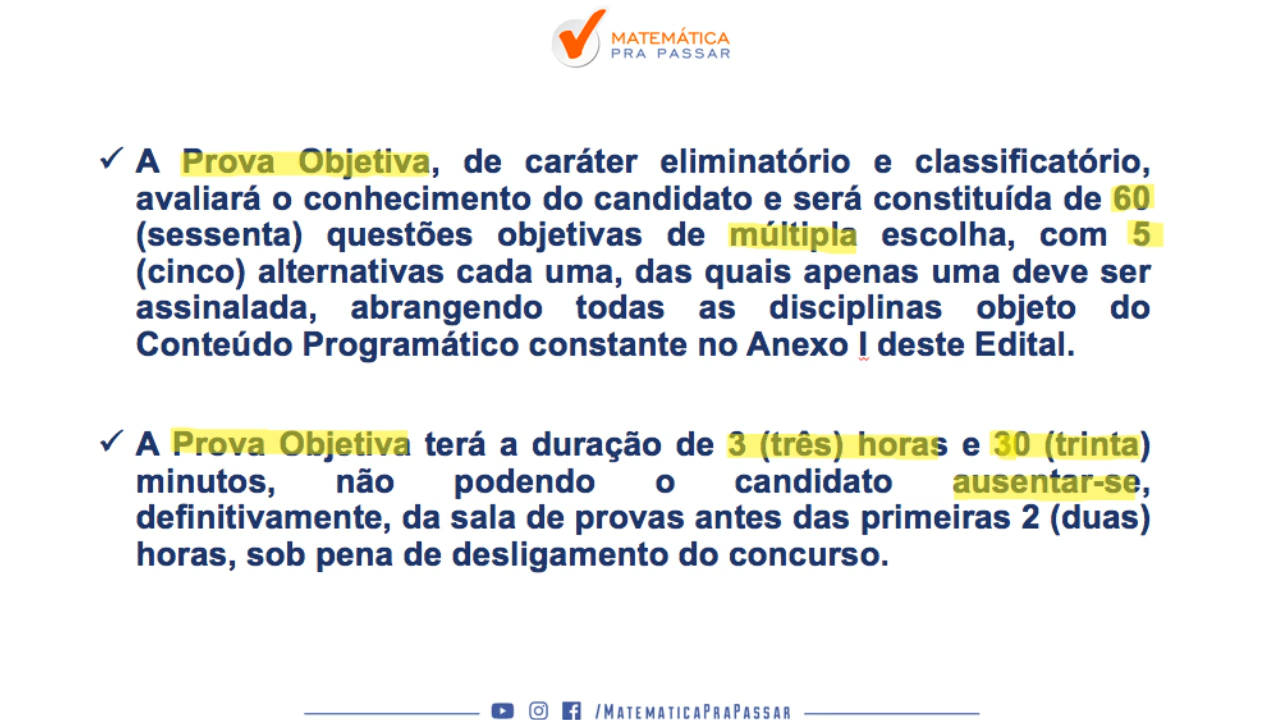 MATEMÁTICA
PRA PASSAR
✓ A Prova Objetiva, de caráter eliminatório e classificatório,
avaliará o conhecimento do candidato e será constituída de 60
(sessenta) questões objetivas de múltipla escolha, com 5
(cinco) alternativas cada uma, das quais apenas uma deve ser
assinalada, abrangendo todas as disciplinas objeto do
Conteúdo Programático constante no Anexo I deste Edital.
✓ A Prova Objetiva terá a duração de 3 (três) horas e 30 (trinta)
minutos, não podendo o candidato ausentar-se,
definitivamente, da sala de provas antes das primeiras 2 (duas)
horas, sob pena de desligamento do concurso.
/MATEMATICAPRAPASSAR